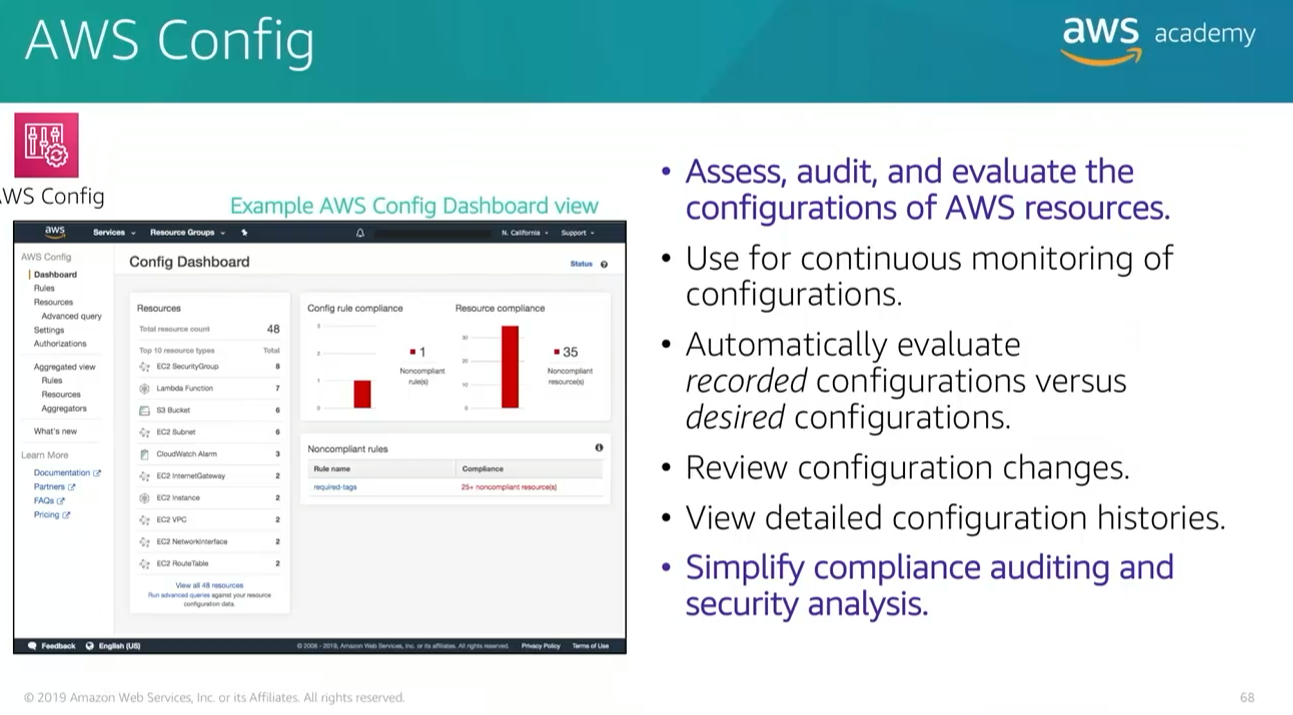 AWS Config
aws academy
AWS Config
Example AWS Config Dashboard view
aws
Services
Resource Groups
N. California
Support
AWS Config
Dashboard
Rules
Resources
Advanced query
Settings
Authorizations
Aggregated view
Rules
Resources
Aggregators
What's new
Learn More
Documentation
Partners
FAQs
Pricing
Config Dashboard
Status
Resources
Total resource count 48
Top 10 resource types Total
EC2 SecurityGroup 8
Lambda Function 7
S3 Bucket 6
EC2 Subnet 6
CloudWatch Alarm 3
EC2 InternetGateway 2
EC2 Instance 2
EC2 VPC 2
EC2 NetworkInterface 2
EC2 RouteTable 2
View all 48 resources
Run advanced queries against your resource
configuration data.
Config rule compliance
3
2
1
0
1
Noncompliant
rule(s)
Resource compliance
30
20
10
0
35
Noncompliant
resource(s)
Noncompliant rules
Rule name Compliance
required-tags 25+ noncompliant resource(s)
Feedback
English (US)
© 2008 - 2019, Amazon Web Services, Inc. or its affiliates. All rights reserved.
Privacy Policy
Terms of Use
• Assess, audit, and evaluate the
configurations of AWS resources.
• Use for continuous monitoring of
configurations.
• Automatically evaluate
recorded configurations versus
desired configurations.
• Review configuration changes.
• View detailed configuration histories.
• Simplify compliance auditing and
security analysis.
© 2019 Amazon Web Services, Inc. or its Affiliates. All rights reserved.
68